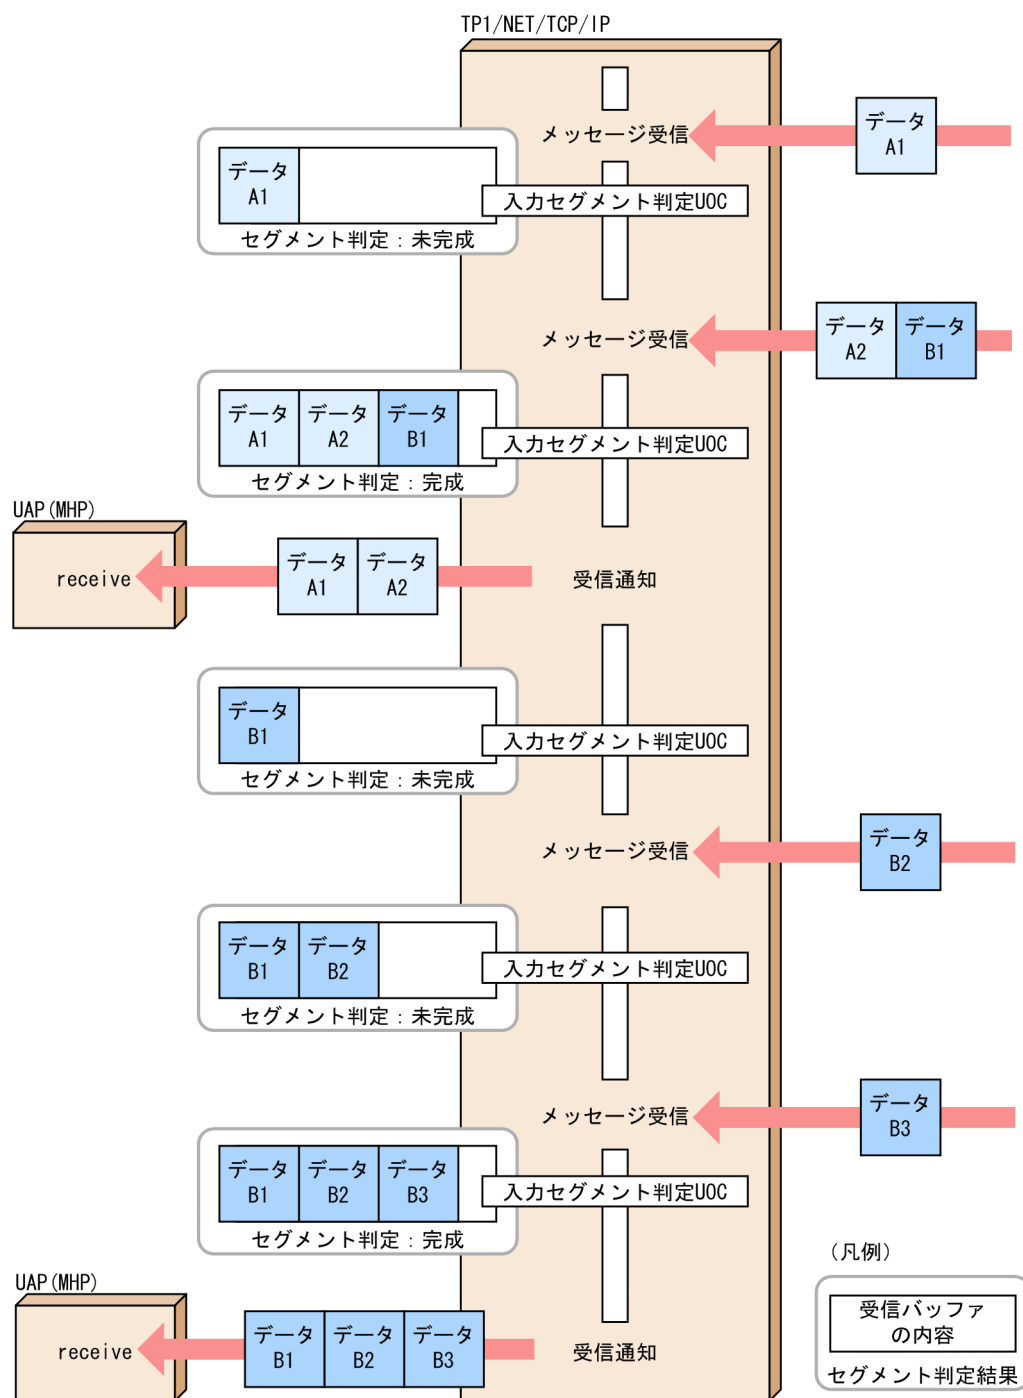 TP1/NET/TCP/IP
メッセージ受信
データ
A1
データ
A1
入力セグメント判定UOC
セグメント判定：未完成
メッセージ受信
データ
A2
データ
B1
データ
A1
データ
A2
データ
B1
入力セグメント判定UOC
セグメント判定：完成
UAP(MHP)
receive
データ
A1
データ
A2
受信通知
データ
B1
入力セグメント判定UOC
セグメント判定：未完成
メッセージ受信
データ
B2
データ
B1
データ
B2
入力セグメント判定UOC
セグメント判定：未完成
メッセージ受信
データ
B3
データ
B1
データ
B2
データ
B3
入力セグメント判定UOC
セグメント判定：完成
UAP(MHP)
receive
データ
B1
データ
B2
データ
B3
受信通知
（凡例）
受信バッファ
の内容
セグメント判定結果